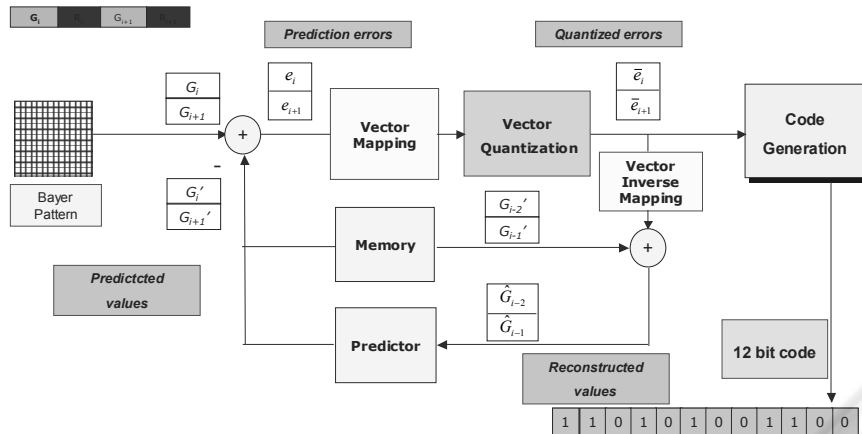 Gi Ri Gi+1 Ri+1
Prediction errors
Quantized errors
Gi
Gi+1
ei
ei+1
ēi
ēi+1
+
Vector
Mapping
Vector
Quantization
Code
Generation
Bayer
Pattern
-
Gi′
Gi+1′
Vector
Inverse
Mapping
Memory
Gi-2′
Gi-1′
+
Predictcted
values
Predictor
Ĝi−2
Ĝi−1
12 bit code
Reconstructed
values
1 1 0 1 0 1 0 0 1 1 0 0